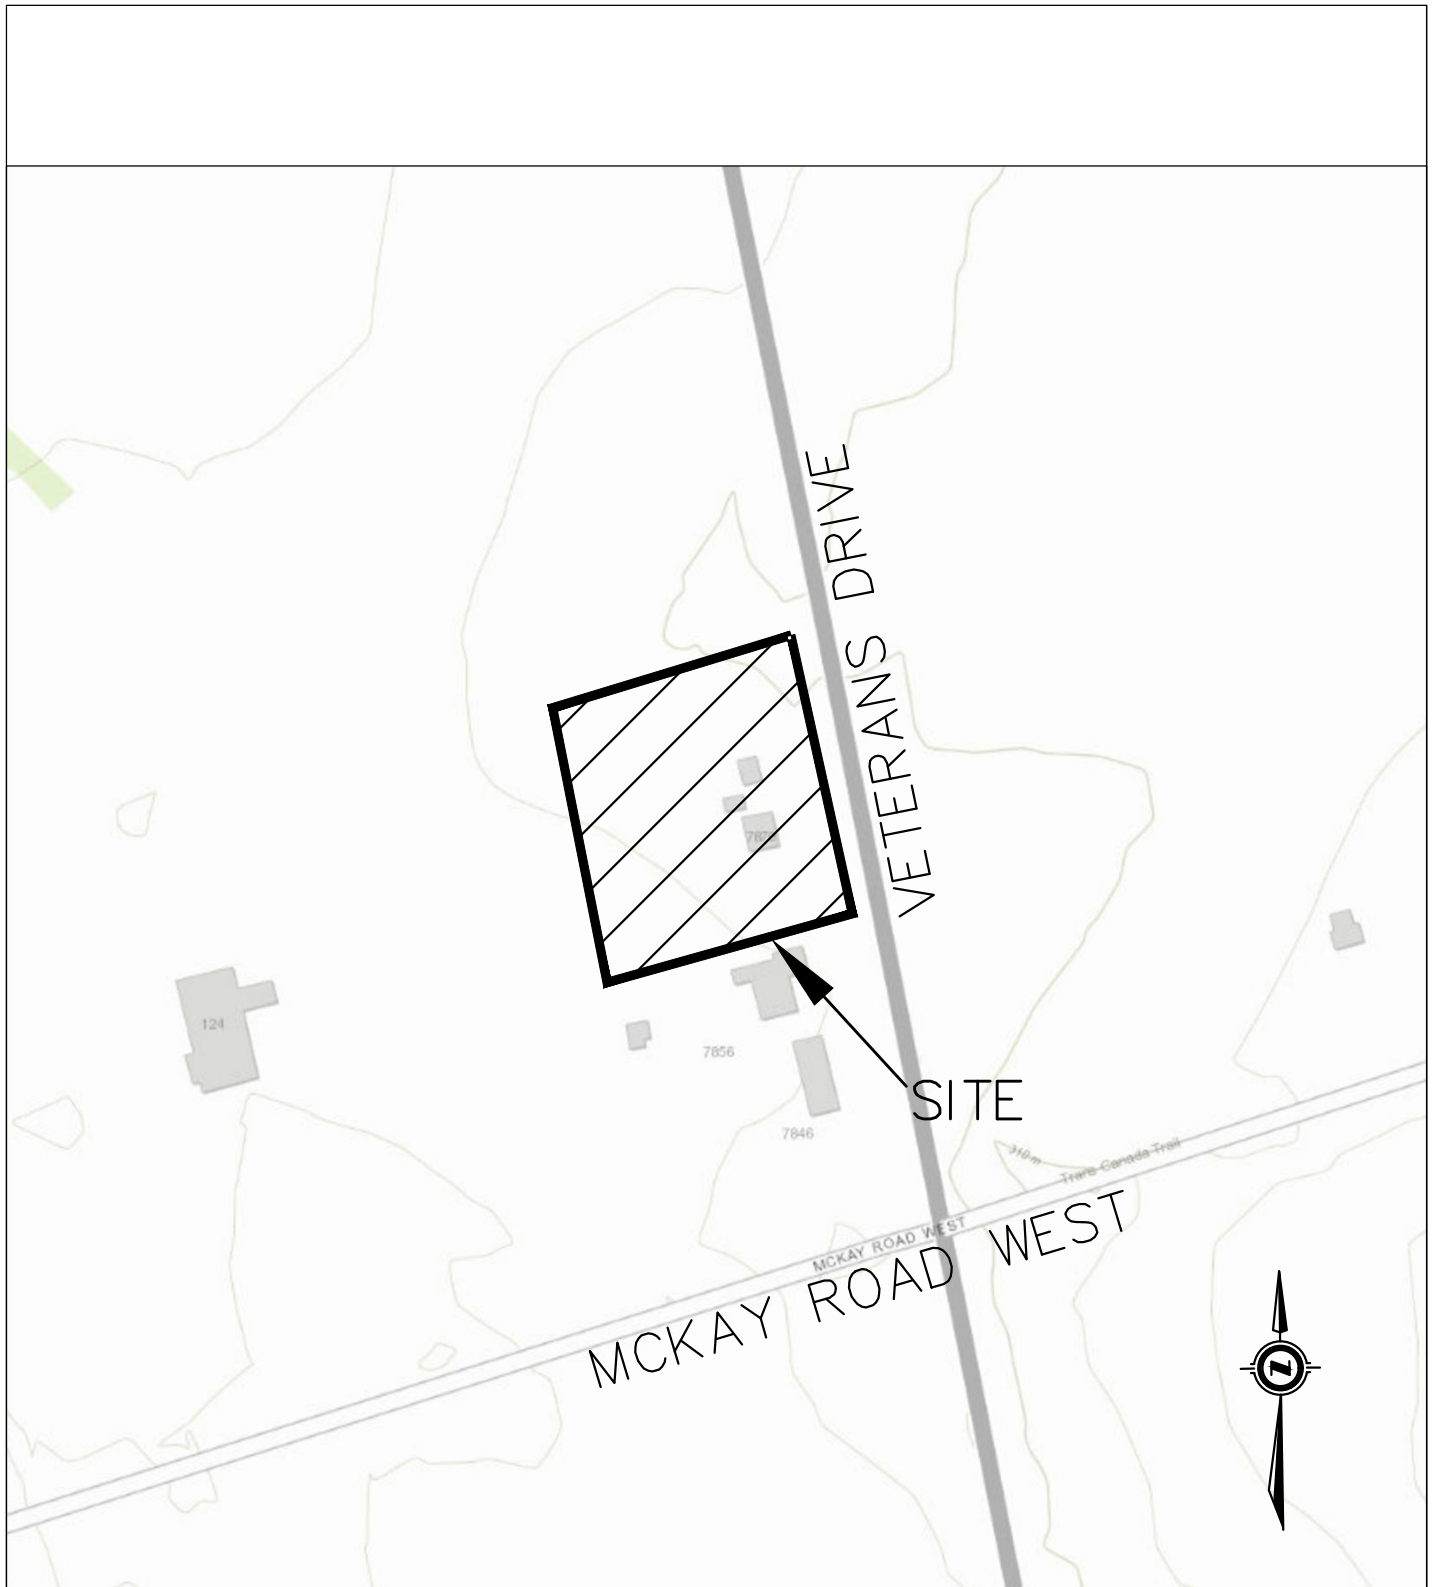 VETERANS DRIVE
124
7856
SITE
7846
310 m
Trans Canada Trail
MCKAY ROAD WEST
MCKAY ROAD WEST
N